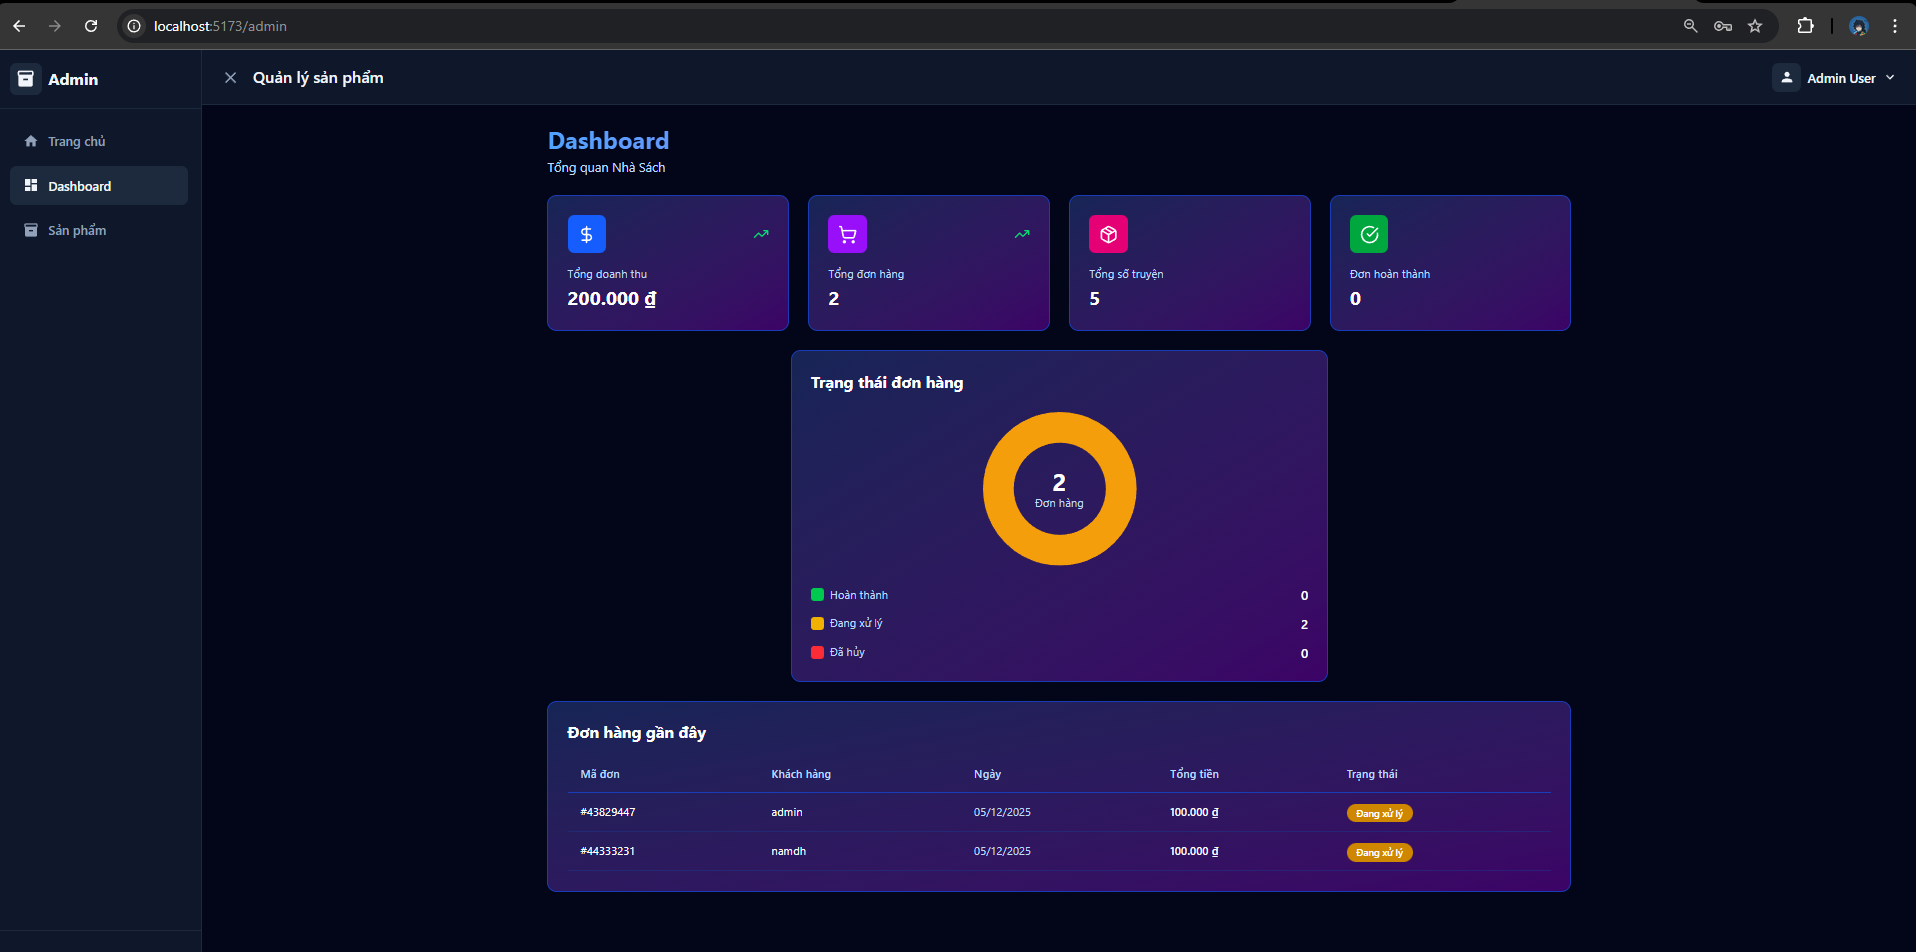 localhost:5173/admin
Admin
Quản lý sản phẩm
Admin User
Trang chủ
Dashboard
Sản phẩm
Dashboard
Tổng quan Nhà Sách
Tổng doanh thu
200.000 ₫
Tổng đơn hàng
2
Tổng số truyện
5
Đơn hoàn thành
0
Trạng thái đơn hàng
2
Đơn hàng
Hoàn thành 0
Đang xử lý 2
Đã hủy 0
Đơn hàng gần đây
Mã đơn Khách hàng Ngày Tổng tiền Trạng thái
#43829447 admin 05/12/2025 100.000 ₫ Đang xử lý
#44333231 namdh 05/12/2025 100.000 ₫ Đang xử lý